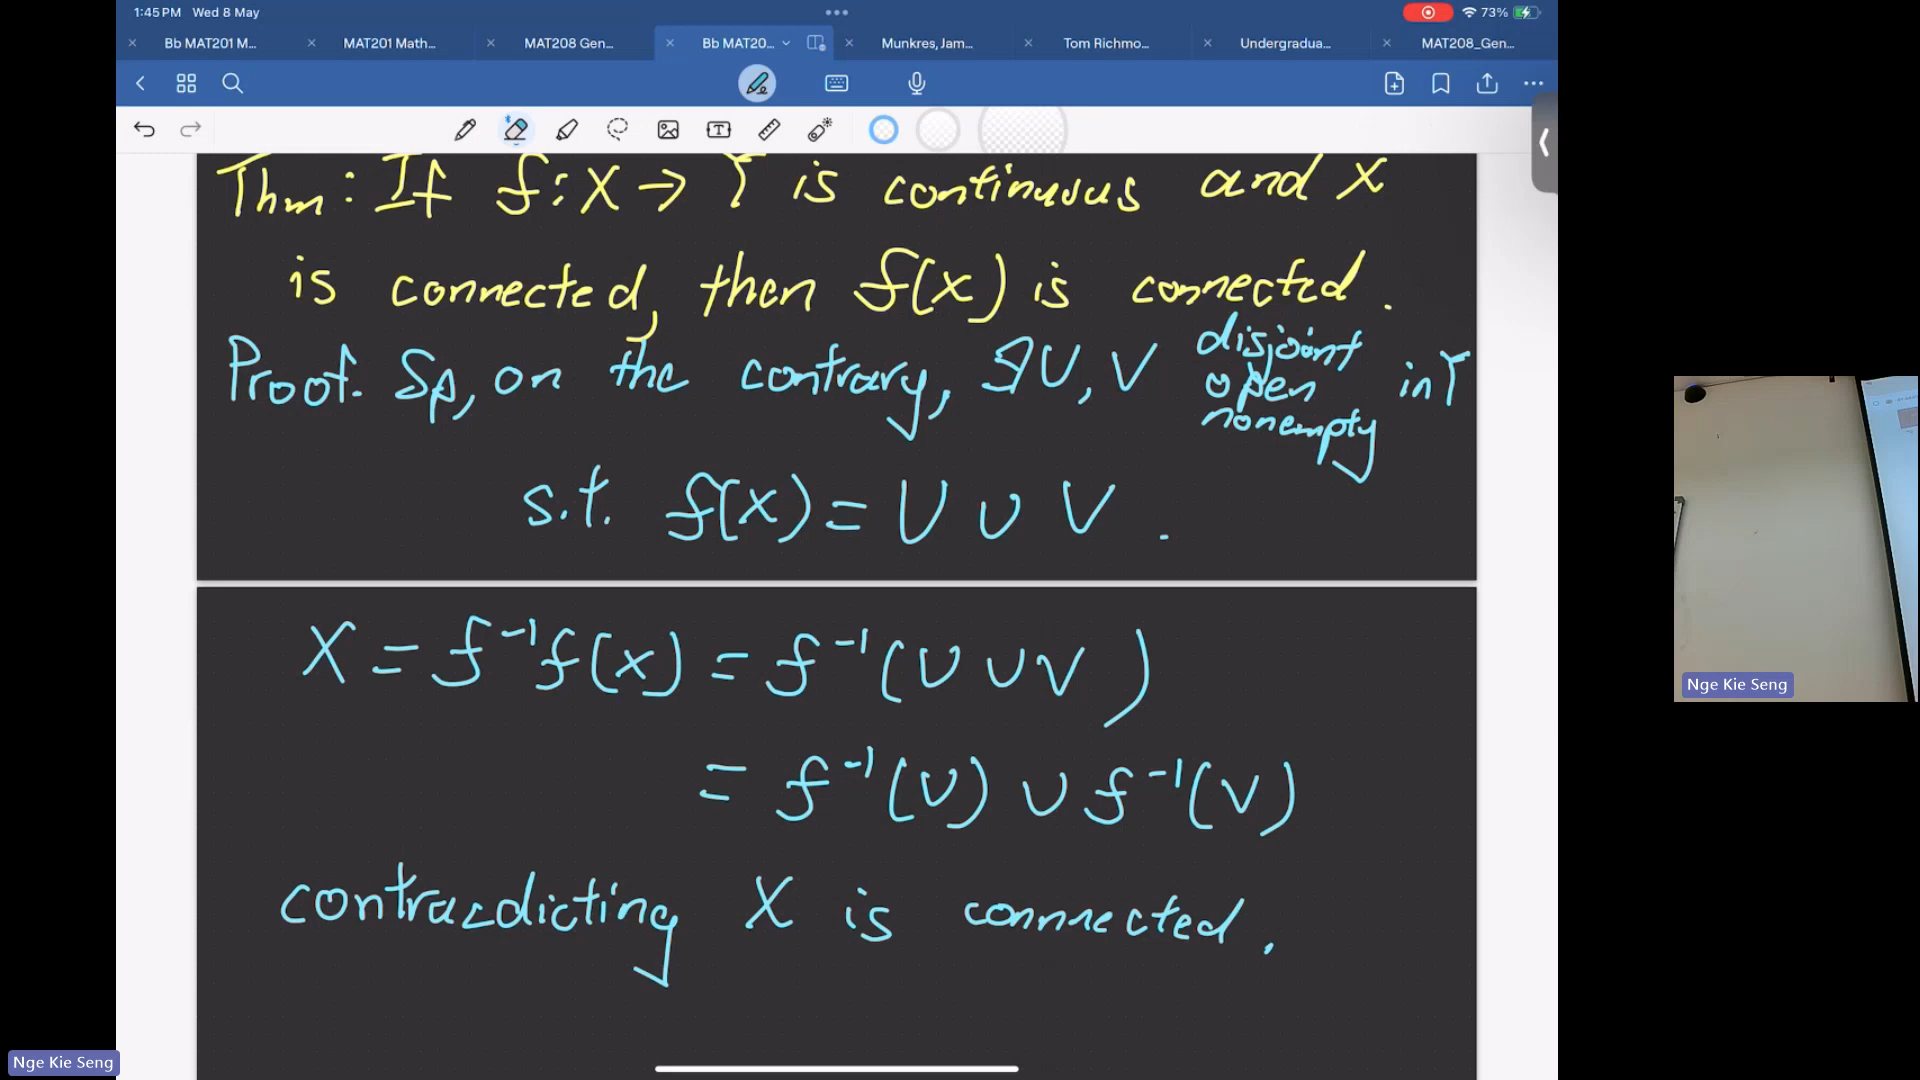 1:45 PM Wed 8 May
73%
Bb MAT201 M...
MAT201 Math...
MAT208 Gen...
Bb MAT20...
Munkres, Jam...
Tom Richmo...
Undergradua...
MAT208_Gen...
Thm: If f: X → Y is continuous and X
is connected, then f(X) is connected.
Proof. Sp, on the contrary, ∃U, V disjoint open nonempty in Y
s.t. f(X) = U ∪ V.
X = f⁻¹f(X) = f⁻¹(U ∪ V)
= f⁻¹(U) ∪ f⁻¹(V)
contracdicting X is connected.
Nge Kie Seng
Nge Kie Seng